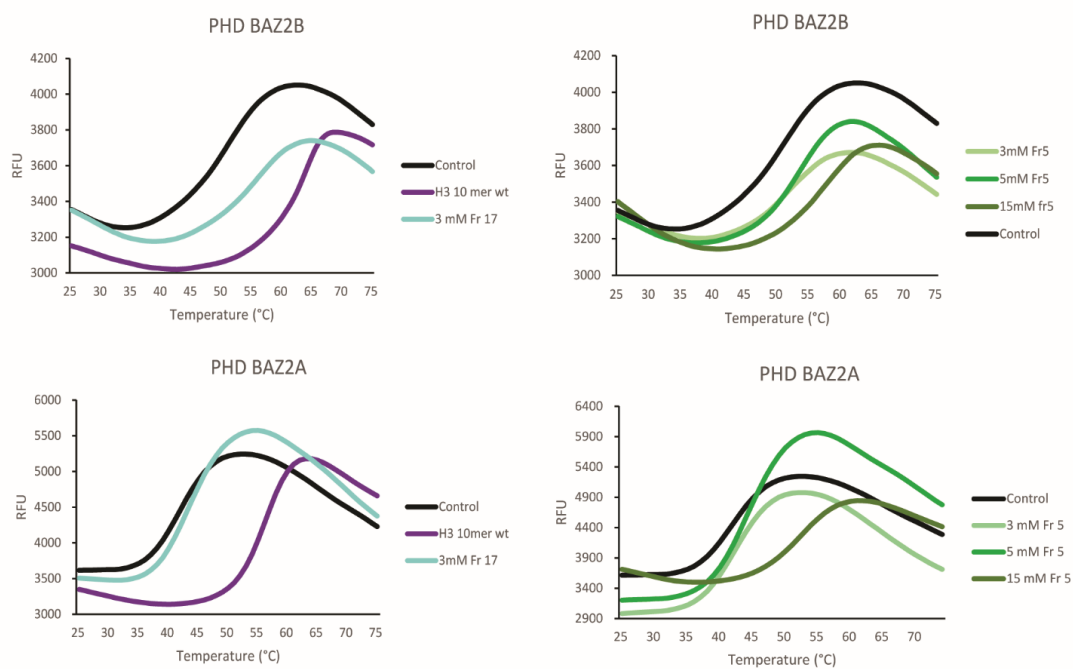 PHD BAZ2B
4200
4000
3800
3600
3400
3200
3000
RFU
25 30 35 40 45 50 55 60 65 70 75
Temperature (°C)
Control
H3 10 mer wt
3 mM Fr 17
PHD BAZ2B
4200
4000
3800
3600
3400
3200
3000
RFU
25 30 35 40 45 50 55 60 65 70 75
Temperature (°C)
3mM Fr5
5mM Fr5
15mM fr5
Control
PHD BAZ2A
6000
5500
5000
4500
4000
3500
3000
RFU
25 30 35 40 45 50 55 60 65 70 75
Temperature (°C)
Control
H3 10mer wt
3mM Fr 17
PHD BAZ2A
6400
5900
5400
4900
4400
3900
3400
2900
RFU
25 30 35 40 45 50 55 60 65 70
Temperature (°C)
Control
3 mM Fr 5
5 mM Fr 5
15 mM Fr 5